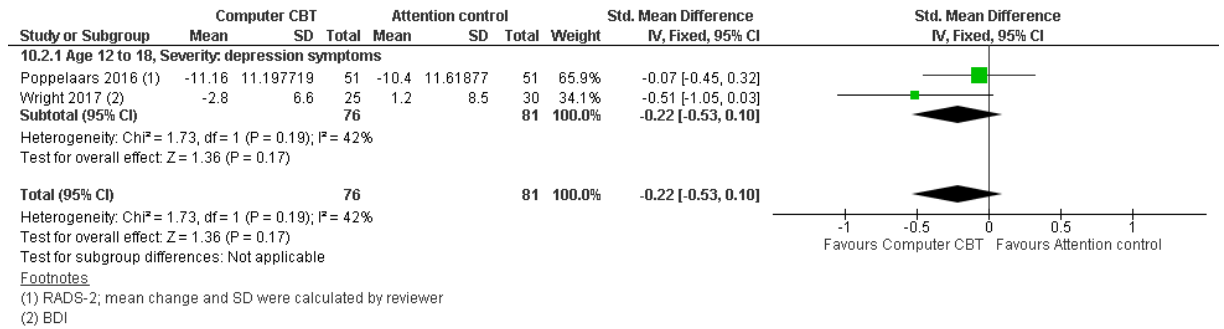 Computer CBT Attention control Std. Mean Difference Std. Mean Difference
Study or Subgroup Mean SD Total Mean SD Total Weight IV, Fixed, 95% CI IV, Fixed, 95% CI
10.2.1 Age 12 to 18, Severity: depression symptoms
Poppelaars 2016 (1) -11.16 11.197719 51 -10.4 11.61877 51 65.9% -0.07 [-0.45, 0.32]
Wright 2017 (2) -2.8 6.6 25 1.2 8.5 30 34.1% -0.51 [-1.05, 0.03]
Subtotal (95% CI) 76 81 100.0% -0.22 [-0.53, 0.10]
Heterogeneity: Chi² = 1.73, df = 1 (P = 0.19); I² = 42%
Test for overall effect: Z = 1.36 (P = 0.17)
Total (95% CI) 76 81 100.0% -0.22 [-0.53, 0.10]
Heterogeneity: Chi² = 1.73, df = 1 (P = 0.19); I² = 42%
Test for overall effect: Z = 1.36 (P = 0.17)
Test for subgroup differences: Not applicable
-1 -0.5 0 0.5 1
Favours Computer CBT Favours Attention control
Footnotes
(1) RADS-2; mean change and SD were calculated by reviewer
(2) BDI